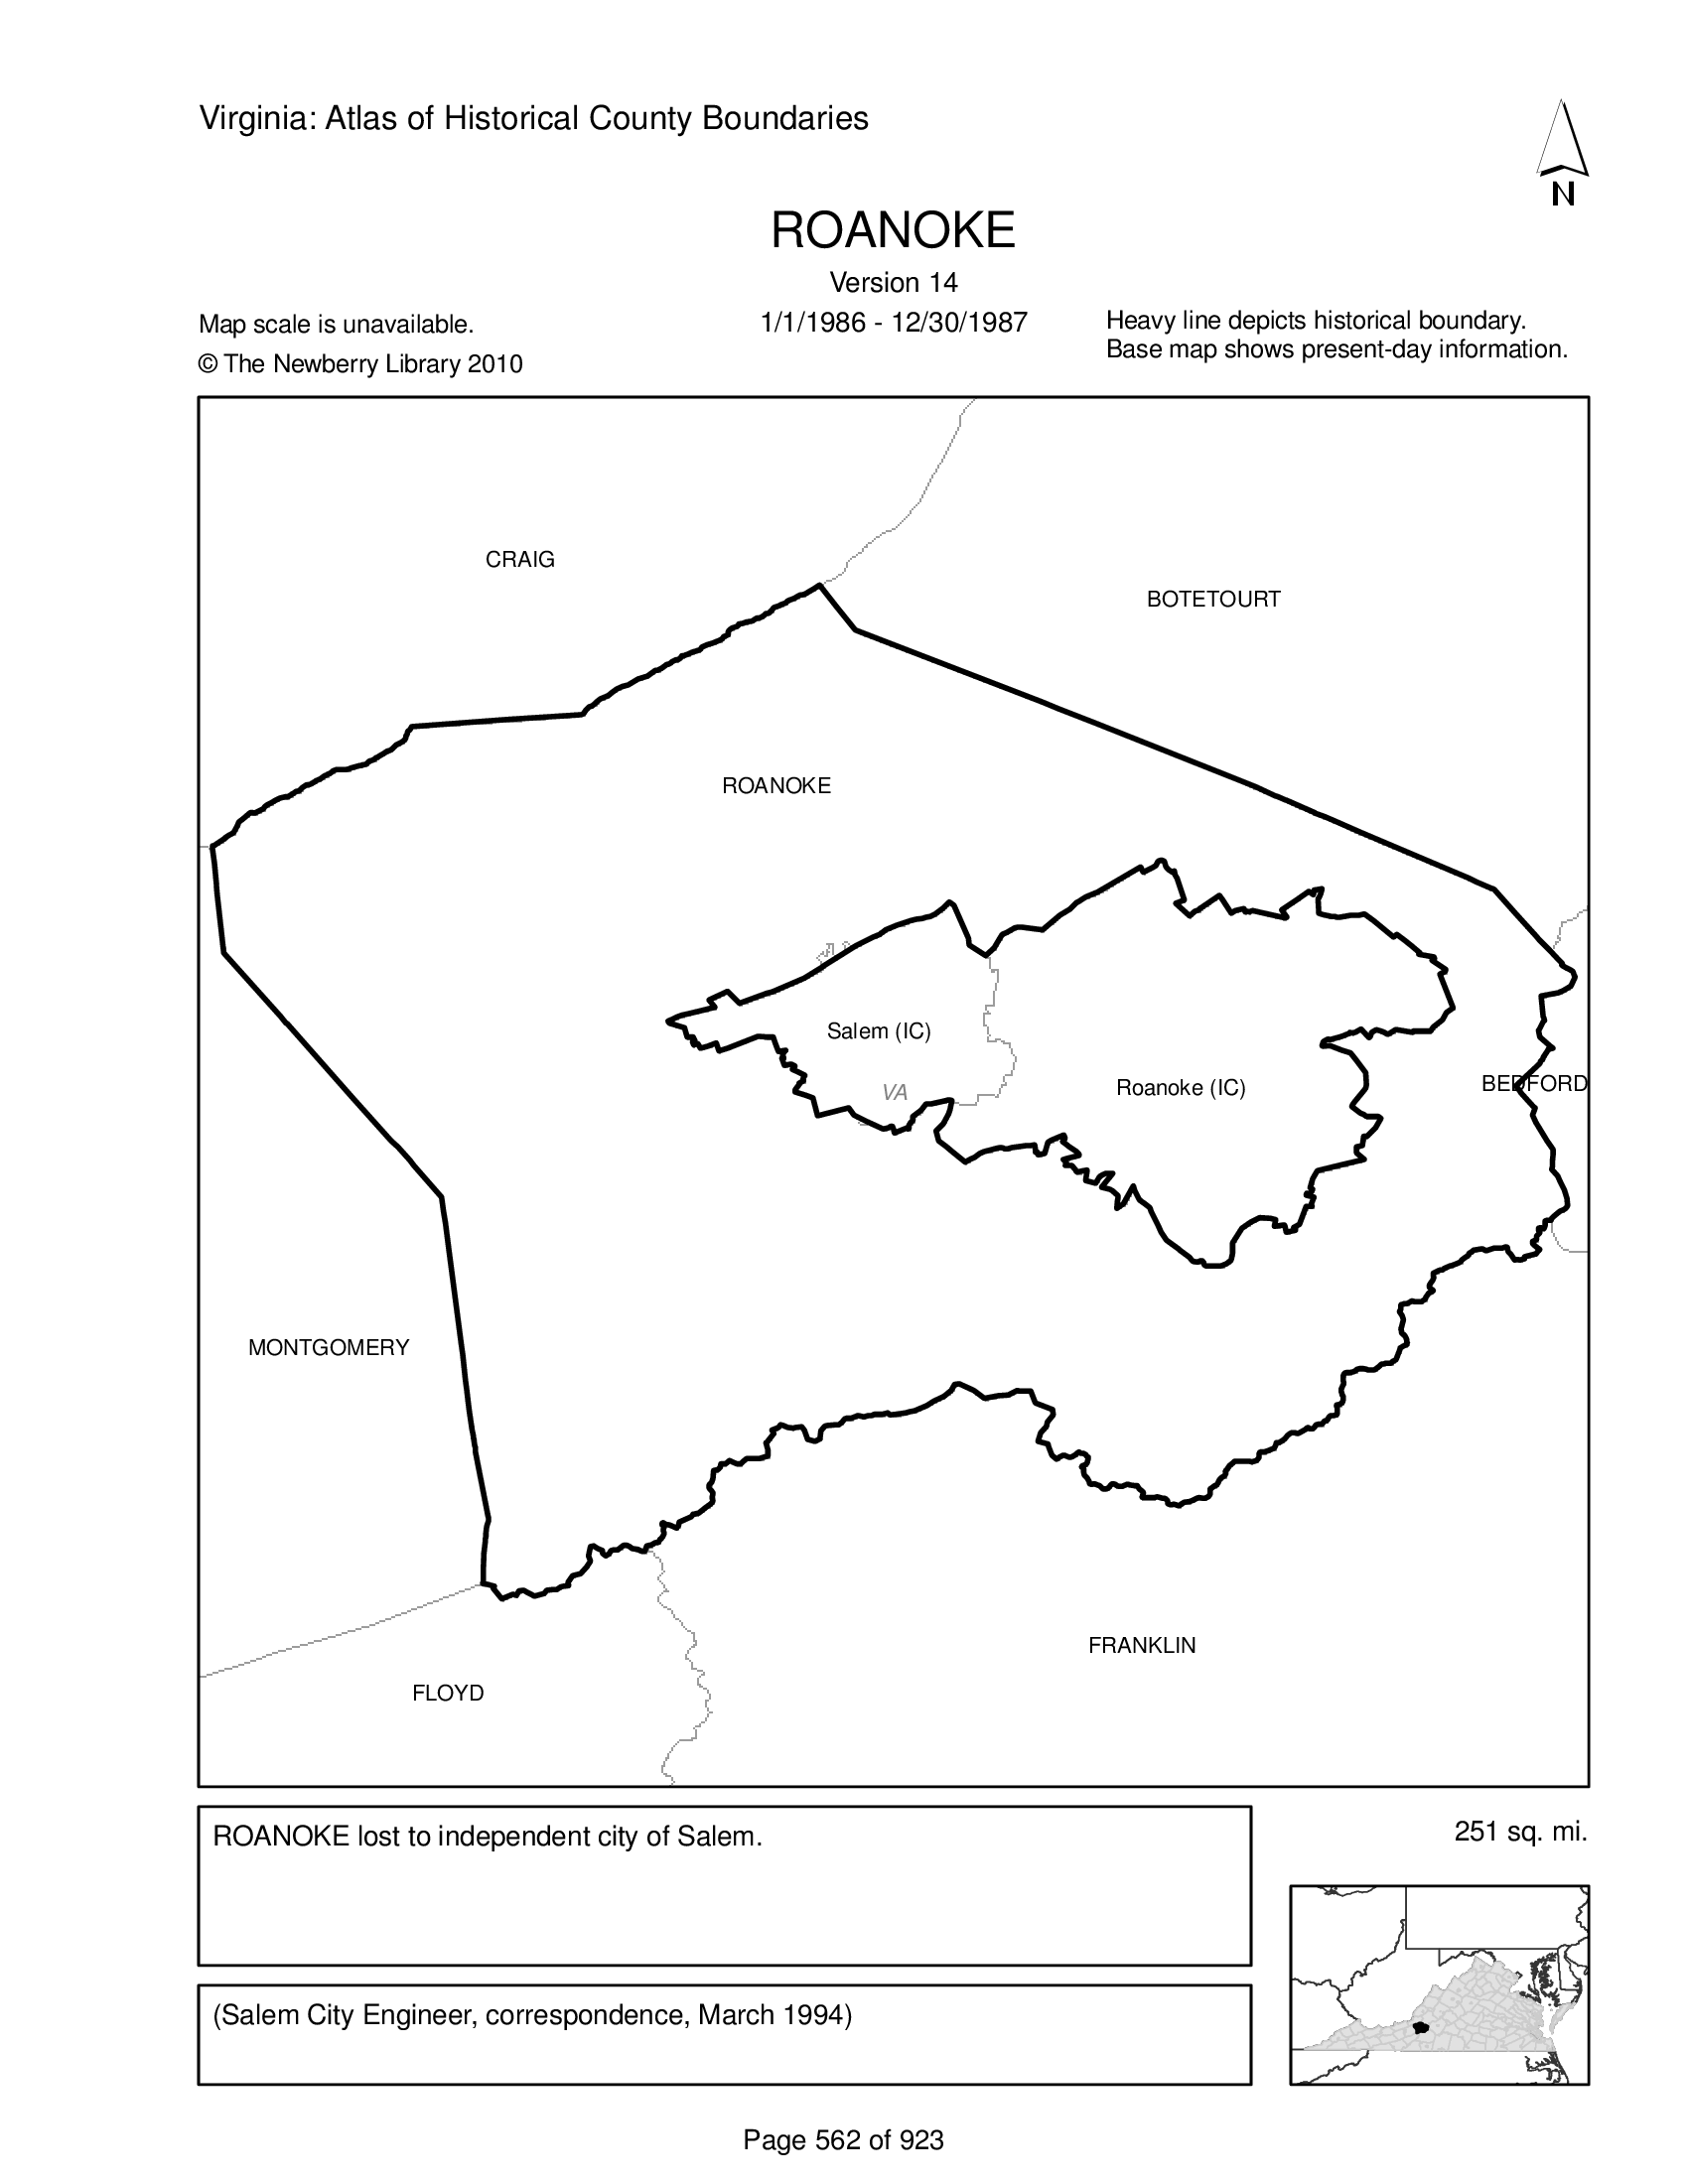 Virginia: Atlas of Historical County Boundaries
N
ROANOKE
Version 14
1/1/1986 - 12/30/1987
Map scale is unavailable.
© The Newberry Library 2010
Heavy line depicts historical boundary.
Base map shows present-day information.
CRAIG
BOTETOURT
ROANOKE
Salem (IC)
VA
Roanoke (IC)
BEDFORD
MONTGOMERY
FRANKLIN
FLOYD
ROANOKE lost to independent city of Salem.
251 sq. mi.
(Salem City Engineer, correspondence, March 1994)
Page 562 of 923